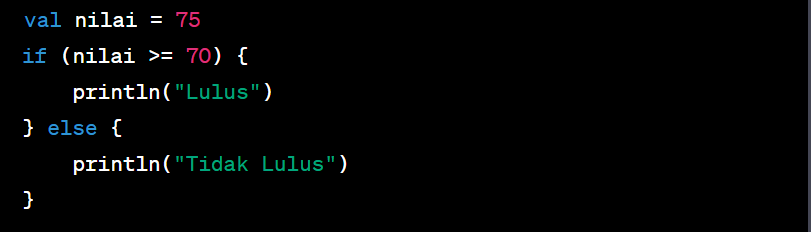 val nilai = 75
if (nilai >= 70) {
    println("Lulus")
} else {
    println("Tidak Lulus")
}